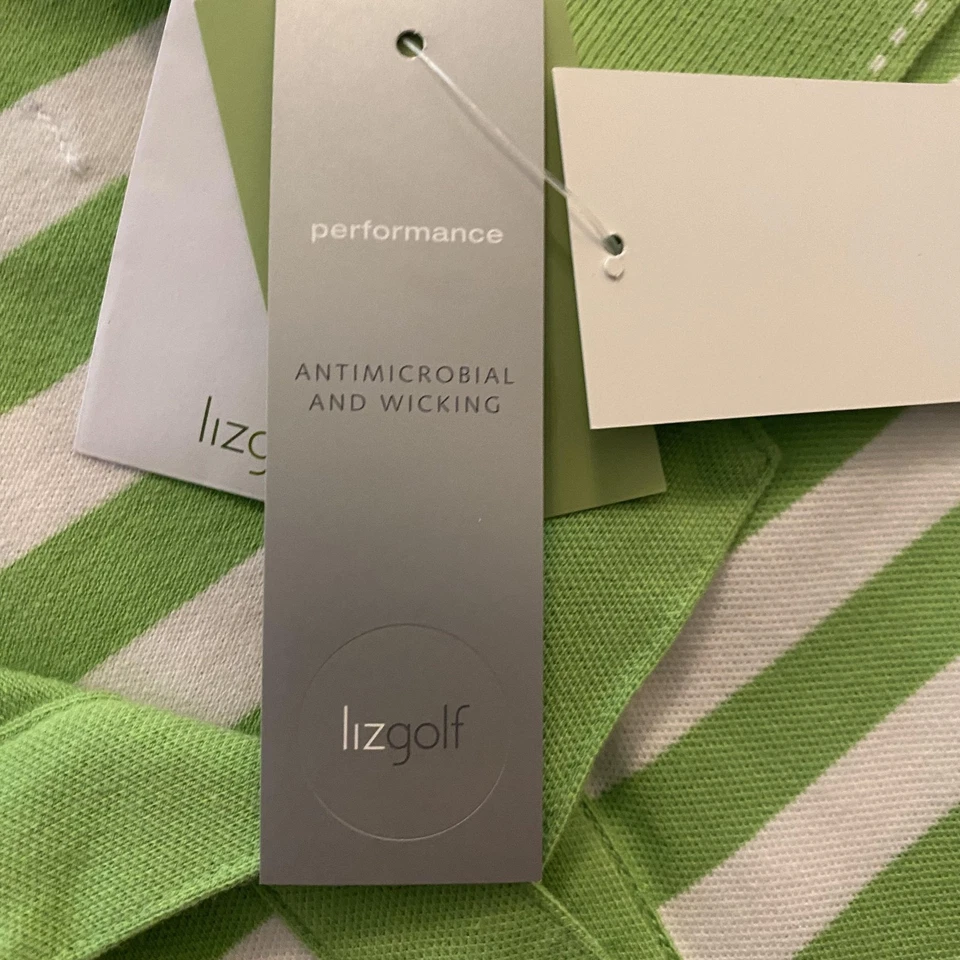 performance
ANTIMICROBIAL
AND WICKING
lizg
lizgolf